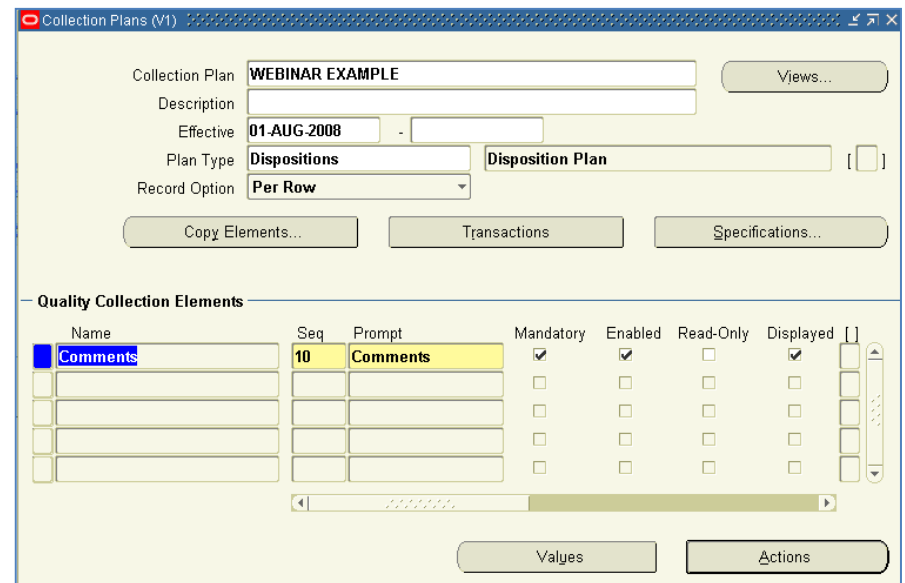 Collection Plans (V1)
Collection Plan WEBINAR EXAMPLE Views...
Description
Effective 01-AUG-2008 -
Plan Type Dispositions Disposition Plan [ ]
Record Option Per Row
Copy Elements... Transactions Specifications...
Quality Collection Elements
Name Seq Prompt Mandatory Enabled Read-Only Displayed [ ]
Comments 10 Comments
Values Actions